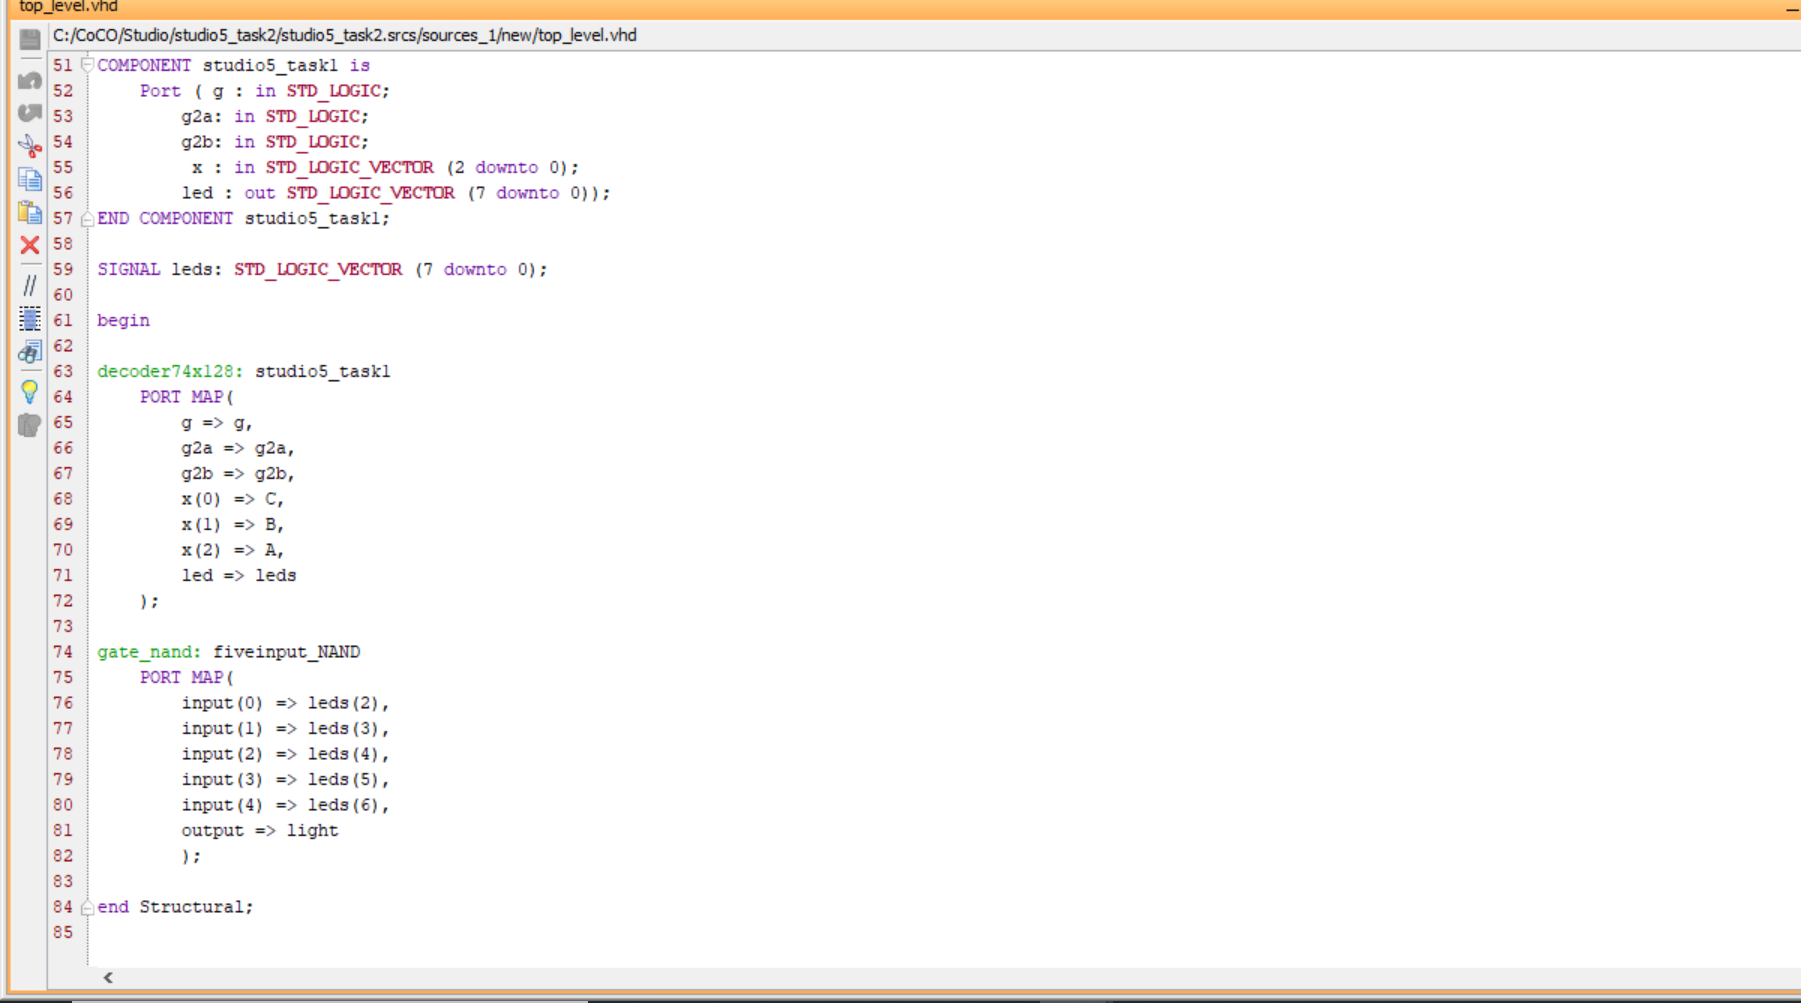 top_level.vhd
C:/CoCO/Studio/studio5_task2/studio5_task2.srcs/sources_1/new/top_level.vhd
51 COMPONENT studio5_task1 is
52 Port ( g : in STD_LOGIC;
53 g2a: in STD_LOGIC;
54 g2b: in STD_LOGIC;
55 x : in STD_LOGIC_VECTOR (2 downto 0);
56 led : out STD_LOGIC_VECTOR (7 downto 0));
57 END COMPONENT studio5_task1;
58
59 SIGNAL leds: STD_LOGIC_VECTOR (7 downto 0);
60
61 begin
62
63 decoder74x128: studio5_task1
64 PORT MAP(
65 g => g,
66 g2a => g2a,
67 g2b => g2b,
68 x(0) => C,
69 x(1) => B,
70 x(2) => A,
71 led => leds
72 );
73
74 gate_nand: fiveinput_NAND
75 PORT MAP(
76 input(0) => leds(2),
77 input(1) => leds(3),
78 input(2) => leds(4),
79 input(3) => leds(5),
80 input(4) => leds(6),
81 output => light
82 );
83
84 end Structural;
85